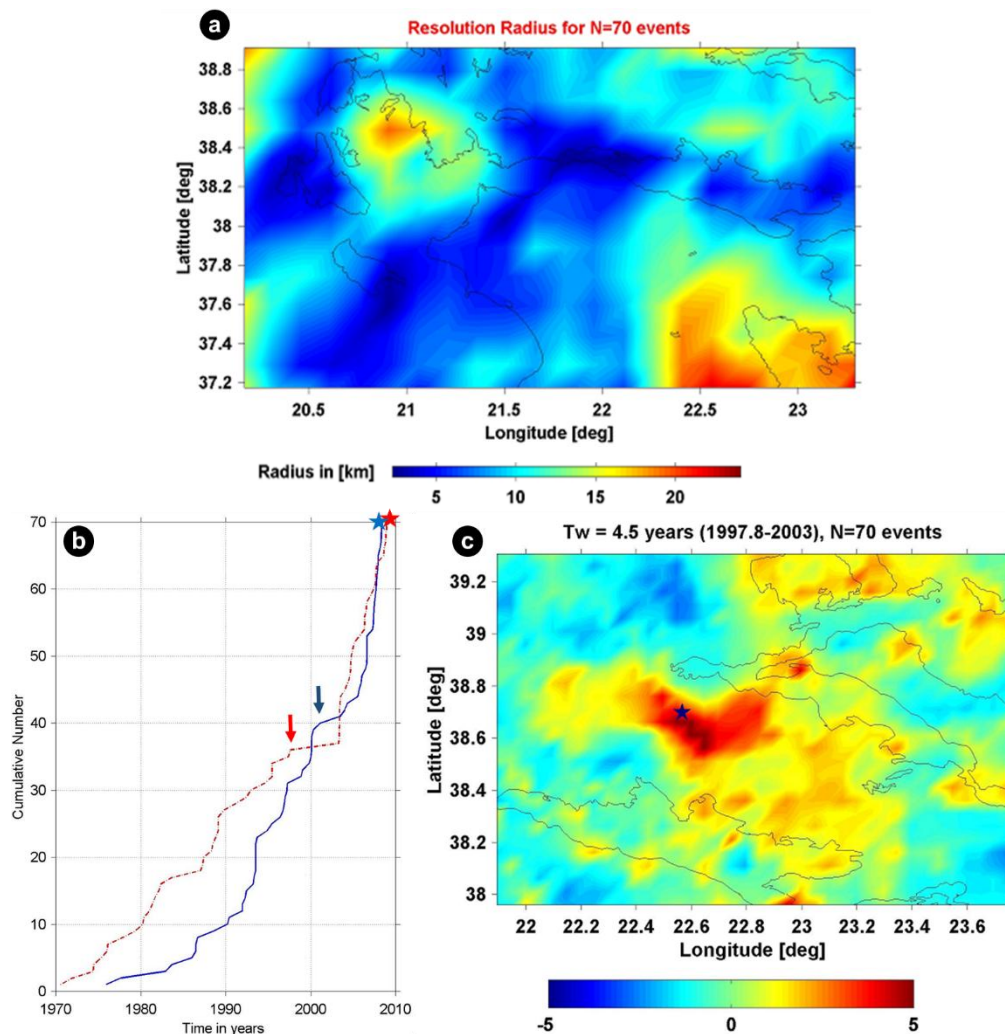 a
Resolution Radius for N=70 events
38.8
38.6
38.4
38.2
38
37.8
37.6
37.4
37.2
Latitude [deg]
20.5 21 21.5 22 22.5 23
Longitude [deg]
Radius in [km]
5 10 15 20
b
70
60
50
40
30
20
10
0
Cumulative Number
1970 1980 1990 2000 2010
Time in years
c
Tw = 4.5 years (1997.8-2003), N=70 events
39.2
39
38.8
38.6
38.4
38.2
38
Latitude [deg]
22 22.2 22.4 22.6 22.8 23 23.2 23.4 23.6
Longitude [deg]
-5 0 5